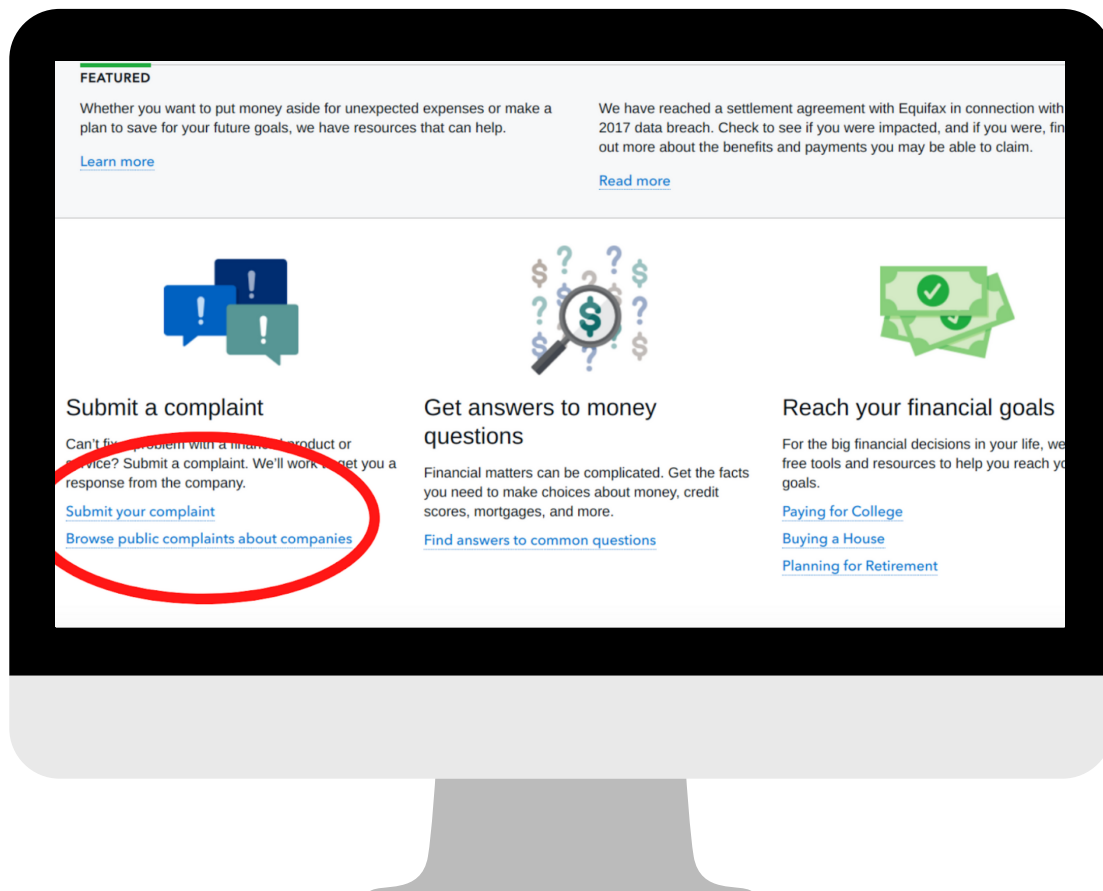 FEATURED
Whether you want to put money aside for unexpected expenses or make a
plan to save for your future goals, we have resources that can help.
Learn more
We have reached a settlement agreement with Equifax in connection with
2017 data breach. Check to see if you were impacted, and if you were, fin
out more about the benefits and payments you may be able to claim.
Read more
Submit a complaint
Can't fix a problem with a financial product or
service? Submit a complaint. We'll work to get you a
response from the company.
Submit your complaint
Browse public complaints about companies
Get answers to money
questions
Financial matters can be complicated. Get the facts
you need to make choices about money, credit
scores, mortgages, and more.
Find answers to common questions
Reach your financial goals
For the big financial decisions in your life, we
free tools and resources to help you reach yo
goals.
Paying for College
Buying a House
Planning for Retirement